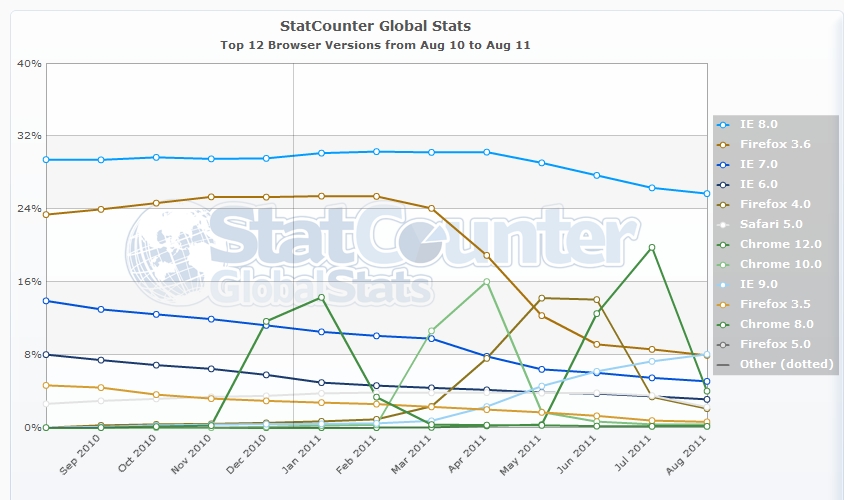 StatCounter Global Stats
Top 12 Browser Versions from Aug 10 to Aug 11
40%
32%
24%
16%
8%
0%
StatCounter
GlobalStats
Sep 2010
Oct 2010
Nov 2010
Dec 2010
Jan 2011
Feb 2011
Mar 2011
Apr 2011
May 2011
Jun 2011
Jul 2011
Aug 2011
IE 8.0
Firefox 3.6
IE 7.0
IE 6.0
Firefox 4.0
Safari 5.0
Chrome 12.0
Chrome 10.0
IE 9.0
Firefox 3.5
Chrome 8.0
Firefox 5.0
Other (dotted)